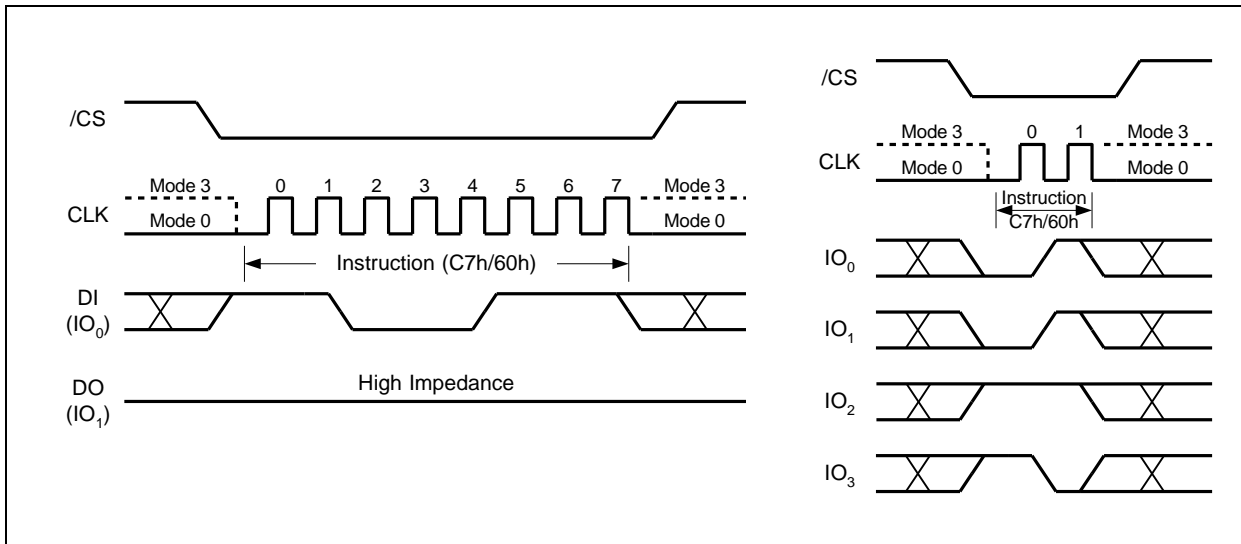 /CS
Mode 3 0 1 2 3 4 5 6 7 Mode 3
CLK
Mode 0 Mode 0
Instruction (C7h/60h)
DI
(IO0)
High Impedance
DO
(IO1)
/CS
Mode 3 0 1 Mode 3
CLK
Mode 0 Mode 0
Instruction
C7h/60h
IO0
IO1
IO2
IO3